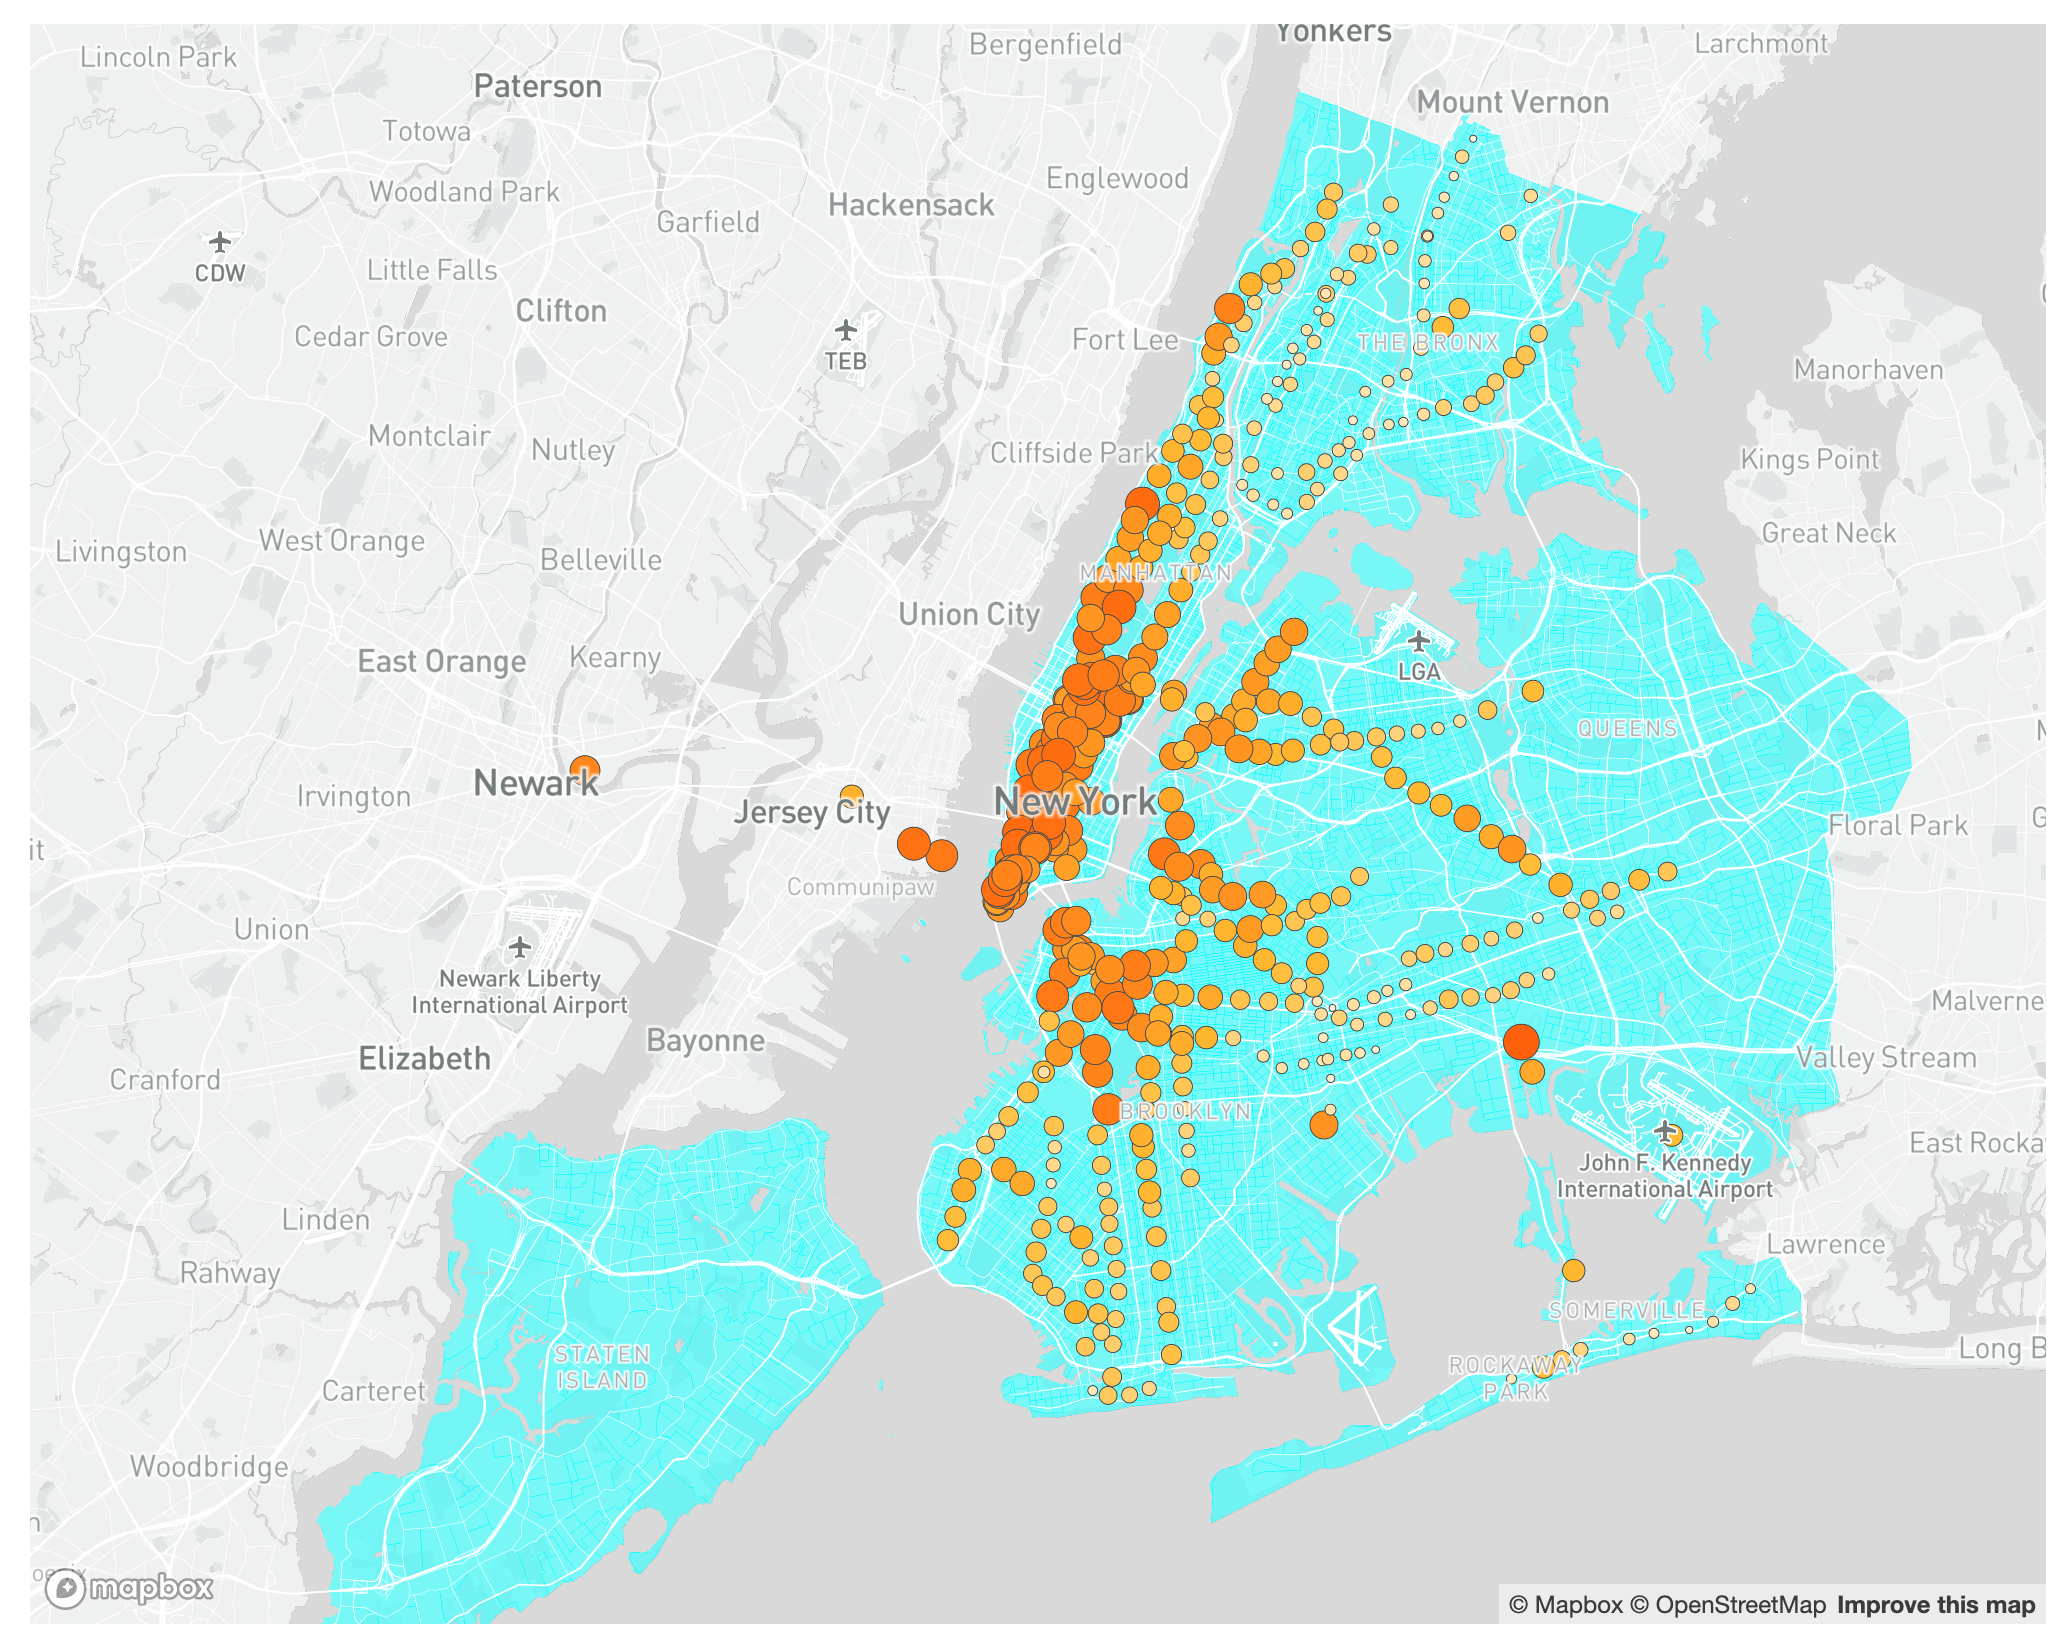 Yonkers
Lincoln Park
Bergenfield
Larchmont
Paterson
Mount Vernon
Totowa
Woodland Park
Englewood
Hackensack
Garfield
CDW
Little Falls
Clifton
Cedar Grove
Fort Lee
THE BRONX
TEB
Manorhaven
Montclair
Nutley
Cliffside Park
Kings Point
Livingston
West Orange
Belleville
Great Neck
MANHATTAN
Union City
East Orange
Kearny
LGA
QUEENS
Newark
Irvington
Jersey City
New York
Floral Park
it
Communipaw
Union
Newark Liberty
International Airport
Malverne
Bayonne
Elizabeth
Valley Stream
Cranford
BROOKLYN
East Rocka
John F. Kennedy
International Airport
Linden
Lawrence
Rahway
SOMERVILLE
STATEN
ISLAND
Long B
ROCKAWAY
PARK
Carteret
Woodbridge
n
mapbox
© Mapbox © OpenStreetMap Improve this map